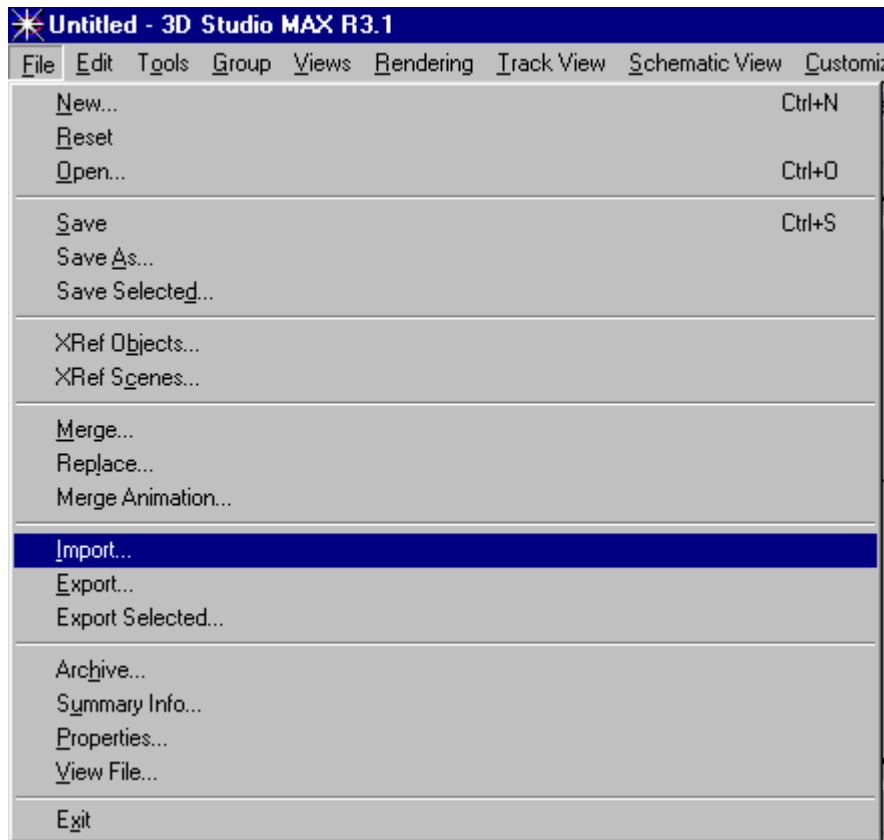 Untitled - 3D Studio MAX R3.1
File Edit Tools Group Views Rendering Track View Schematic View Customiz
New... Ctrl+N
Reset
Open... Ctrl+O
Save Ctrl+S
Save As...
Save Selected...
XRef Objects...
XRef Scenes...
Merge...
Replace...
Merge Animation...
Import...
Export...
Export Selected...
Archive...
Summary Info...
Properties...
View File...
Exit